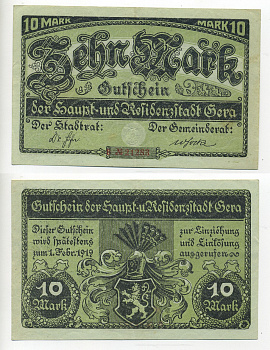 10 MARK MARK 10
Zehn Mark
Gutschein
der Haupt- und Residenzstadt Gera
Der Stadtrat: Der Gemeinderat:
Gutschein der Haupt- u. Residenzstadt Gera
Dieser Gutschein
wird spätestens
zum 1. Febr. 1919
zur Einziehung
und Einlösung
ausgerufen
10 Mark
10 Mark